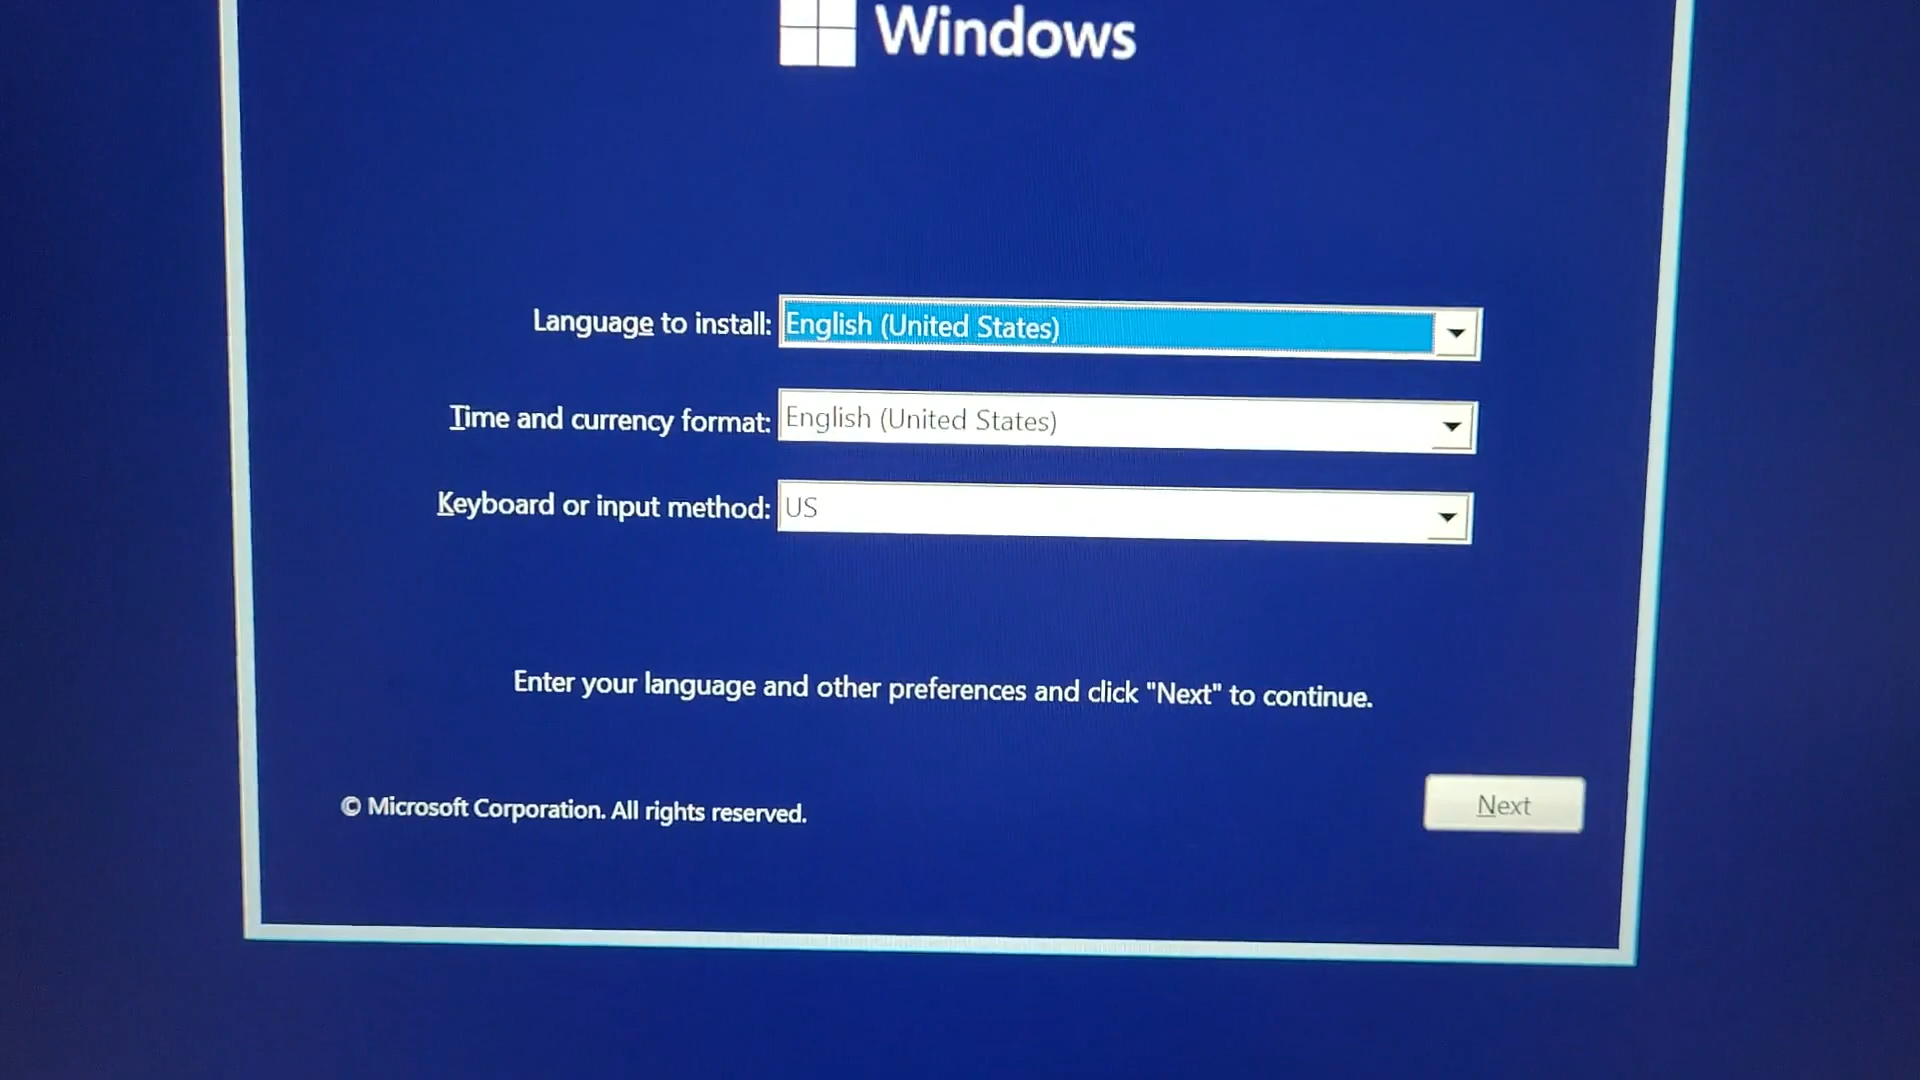 Windows
Language to install: English (United States)
Time and currency format: English (United States)
Keyboard or input method: US
Enter your language and other preferences and click "Next" to continue.
© Microsoft Corporation. All rights reserved.
Next